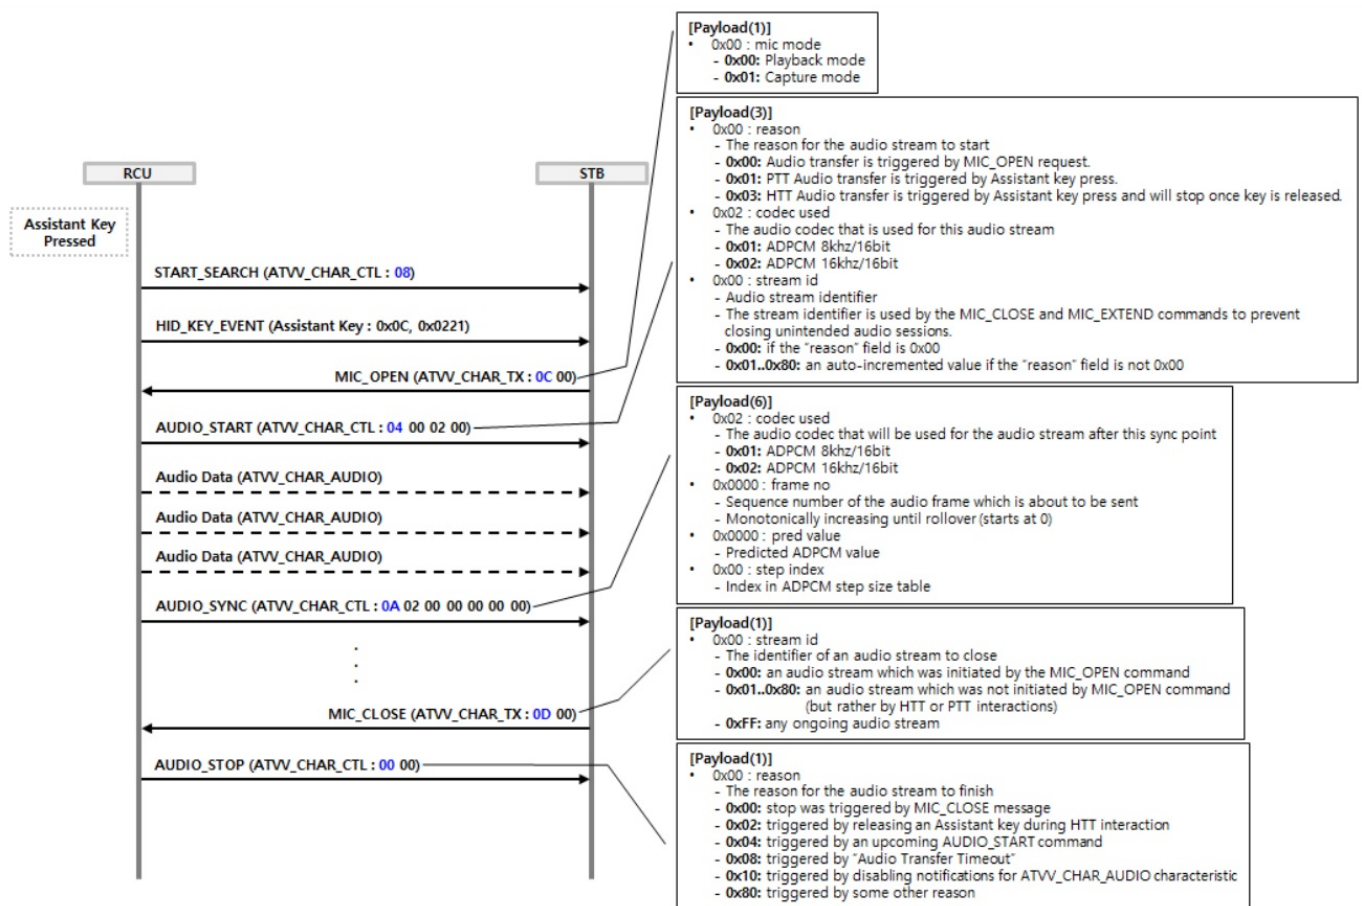 RCU
STB
Assistant Key
Pressed
START_SEARCH (ATVV_CHAR_CTL : 08)
HID_KEY_EVENT (Assistant Key : 0x0C, 0x0221)
MIC_OPEN (ATVV_CHAR_TX : 0C 00)
AUDIO_START (ATVV_CHAR_CTL : 04 00 02 00)
Audio Data (ATVV_CHAR_AUDIO)
Audio Data (ATVV_CHAR_AUDIO)
Audio Data (ATVV_CHAR_AUDIO)
AUDIO_SYNC (ATVV_CHAR_CTL : 0A 02 00 00 00 00 00)
MIC_CLOSE (ATVV_CHAR_TX : 0D 00)
AUDIO_STOP (ATVV_CHAR_CTL : 00 00)
[Payload(1)]
• 0x00 : mic mode
- 0x00: Playback mode
- 0x01: Capture mode
[Payload(3)]
• 0x00 : reason
- The reason for the audio stream to start
- 0x00: Audio transfer is triggered by MIC_OPEN request.
- 0x01: PTT Audio transfer is triggered by Assistant key press.
- 0x03: HTT Audio transfer is triggered by Assistant key press and will stop once key is released.
• 0x02 : codec used
- The audio codec that is used for this audio stream
- 0x01: ADPCM 8khz/16bit
- 0x02: ADPCM 16khz/16bit
• 0x00 : stream id
- Audio stream identifier
- The stream identifier is used by the MIC_CLOSE and MIC_EXTEND commands to prevent
closing unintended audio sessions.
- 0x00: if the “reason” field is 0x00
- 0x01..0x80: an auto-incremented value if the “reason” field is not 0x00
[Payload(6)]
• 0x02 : codec used
- The audio codec that will be used for the audio stream after this sync point
- 0x01: ADPCM 8khz/16bit
- 0x02: ADPCM 16khz/16bit
• 0x0000 : frame no
- Sequence number of the audio frame which is about to be sent
- Monotonically increasing until rollover (starts at 0)
• 0x0000 : pred value
- Predicted ADPCM value
• 0x00 : step index
- Index in ADPCM step size table
[Payload(1)]
• 0x00 : stream id
- The identifier of an audio stream to close
- 0x00: an audio stream which was initiated by the MIC_OPEN command
- 0x01..0x80: an audio stream which was not initiated by MIC_OPEN command
(but rather by HTT or PTT interactions)
- 0xFF: any ongoing audio stream
[Payload(1)]
• 0x00 : reason
- The reason for the audio stream to finish
- 0x00: stop was triggered by MIC_CLOSE message
- 0x02: triggered by releasing an Assistant key during HTT interaction
- 0x04: triggered by an upcoming AUDIO_START command
- 0x08: triggered by “Audio Transfer Timeout”
- 0x10: triggered by disabling notifications for ATVV_CHAR_AUDIO characteristic
- 0x80: triggered by some other reason